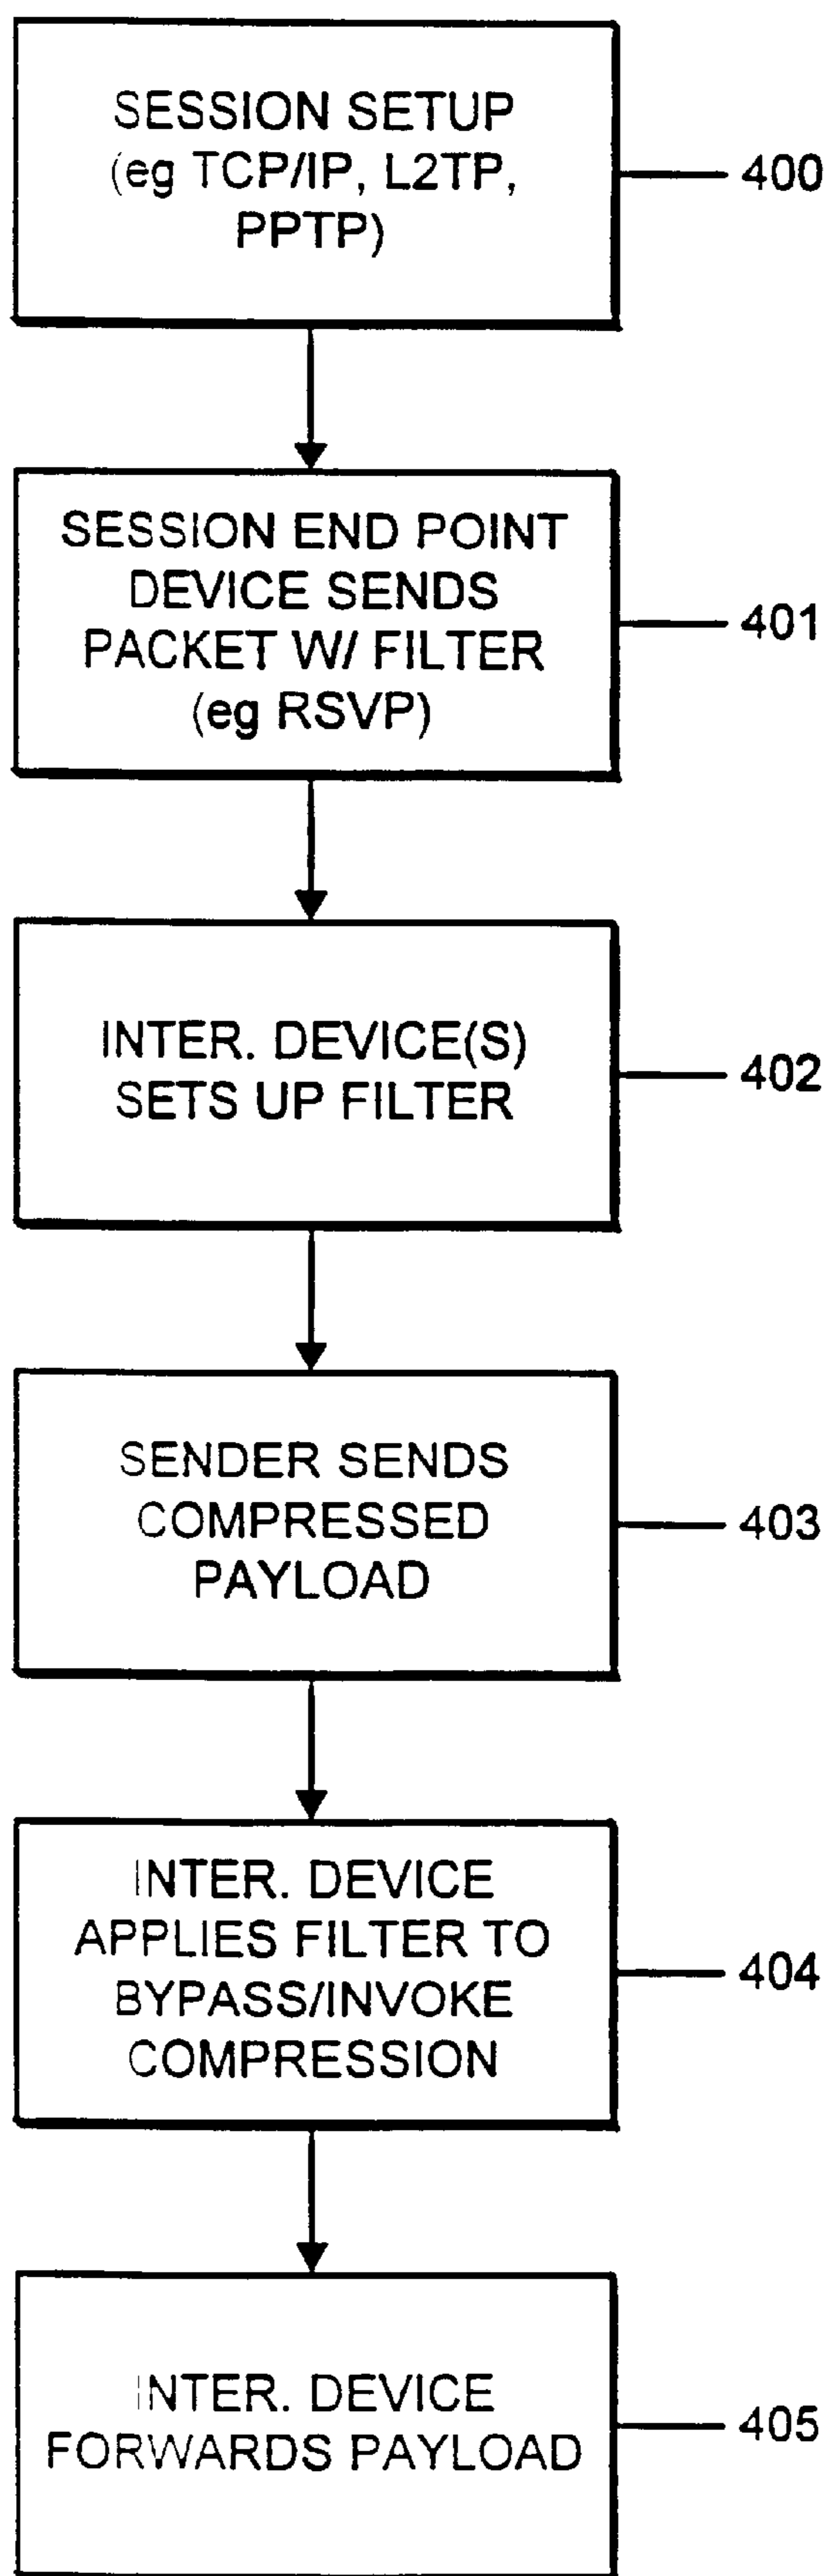 SESSION SETUP
(eg TCP/IP, L2TP,
PPTP)
400
SESSION END POINT
DEVICE SENDS
PACKET W/ FILTER
(eg RSVP)
401
INTER. DEVICE(S)
SETS UP FILTER
402
SENDER SENDS
COMPRESSED
PAYLOAD
403
INTER. DEVICE
APPLIES FILTER TO
BYPASS/INVOKE
COMPRESSION
404
INTER. DEVICE
FORWARDS PAYLOAD
405